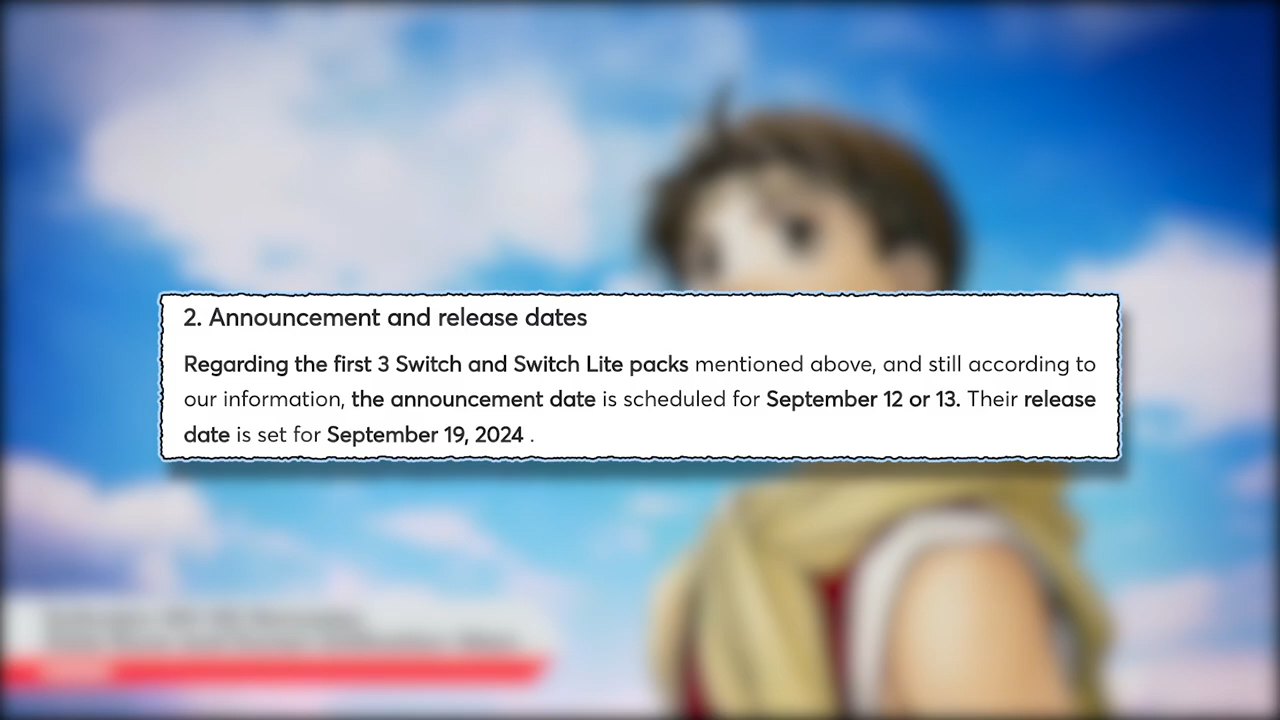 2. Announcement and release dates
Regarding the first 3 Switch and Switch Lite packs mentioned above, and still according to
our information, the announcement date is scheduled for September 12 or 13. Their release
date is set for September 19, 2024 .